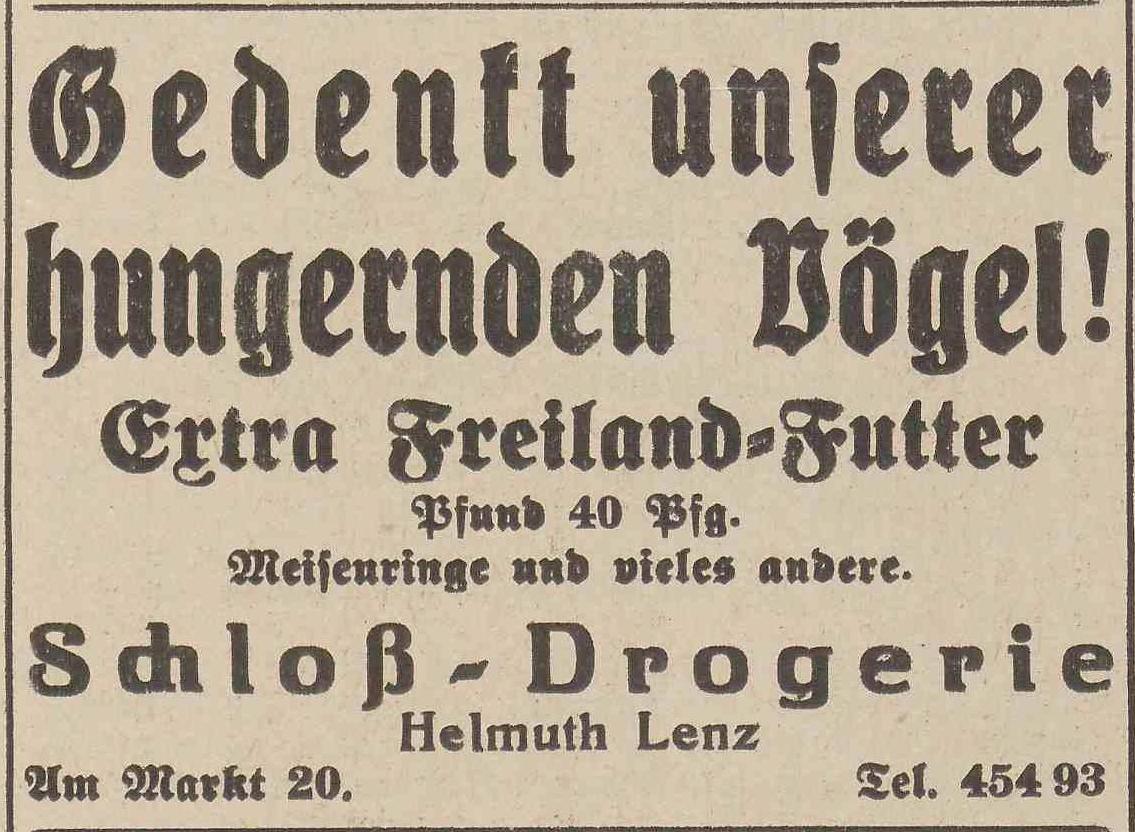 Gedenkt unserer
hungernden Vögel!
Extra Freiland-Futter
Pfund 40 Pfg.
Meisenringe und vieles andere.
Schloß-Drogerie
Helmuth Lenz
Am Markt 20. Tel. 454 93